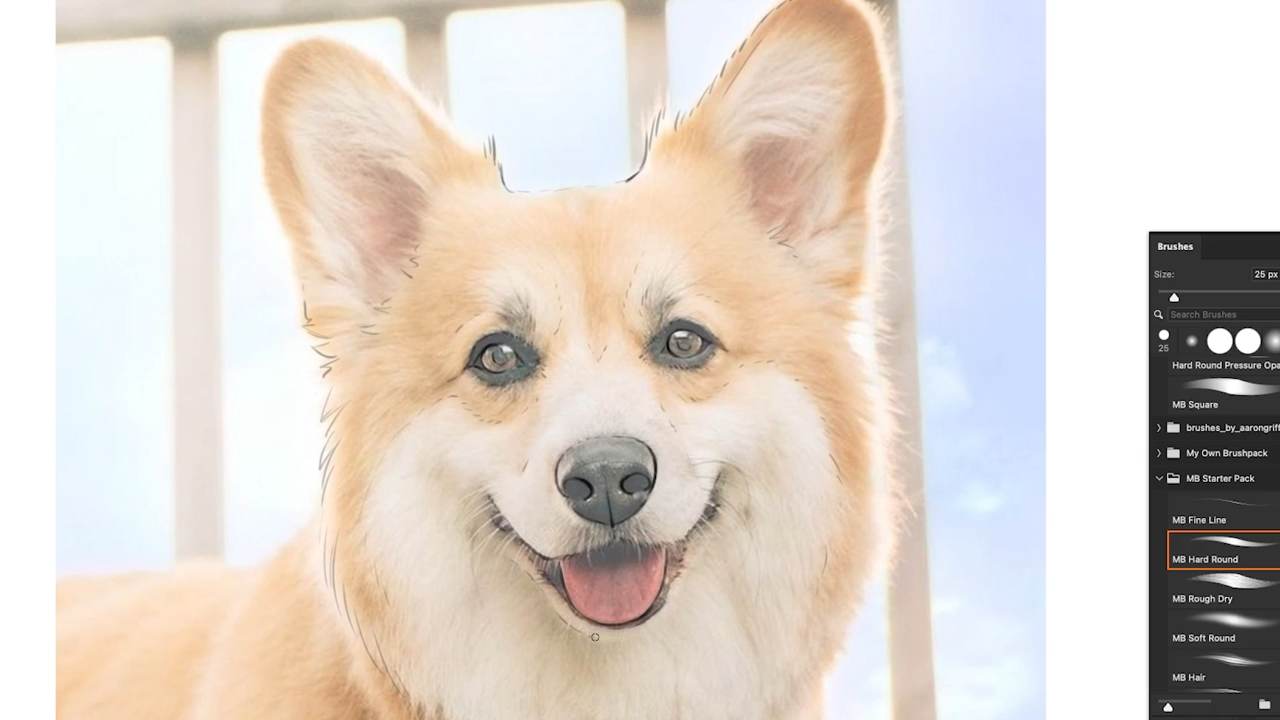 Brushes
Size: 25 px
Search Brushes
25
Hard Round Pressure Opa
MB Square
brushes_by_aarongriff
My Own Brushpack
MB Starter Pack
MB Fine Line
MB Hard Round
MB Rough Dry
MB Soft Round
MB Hair